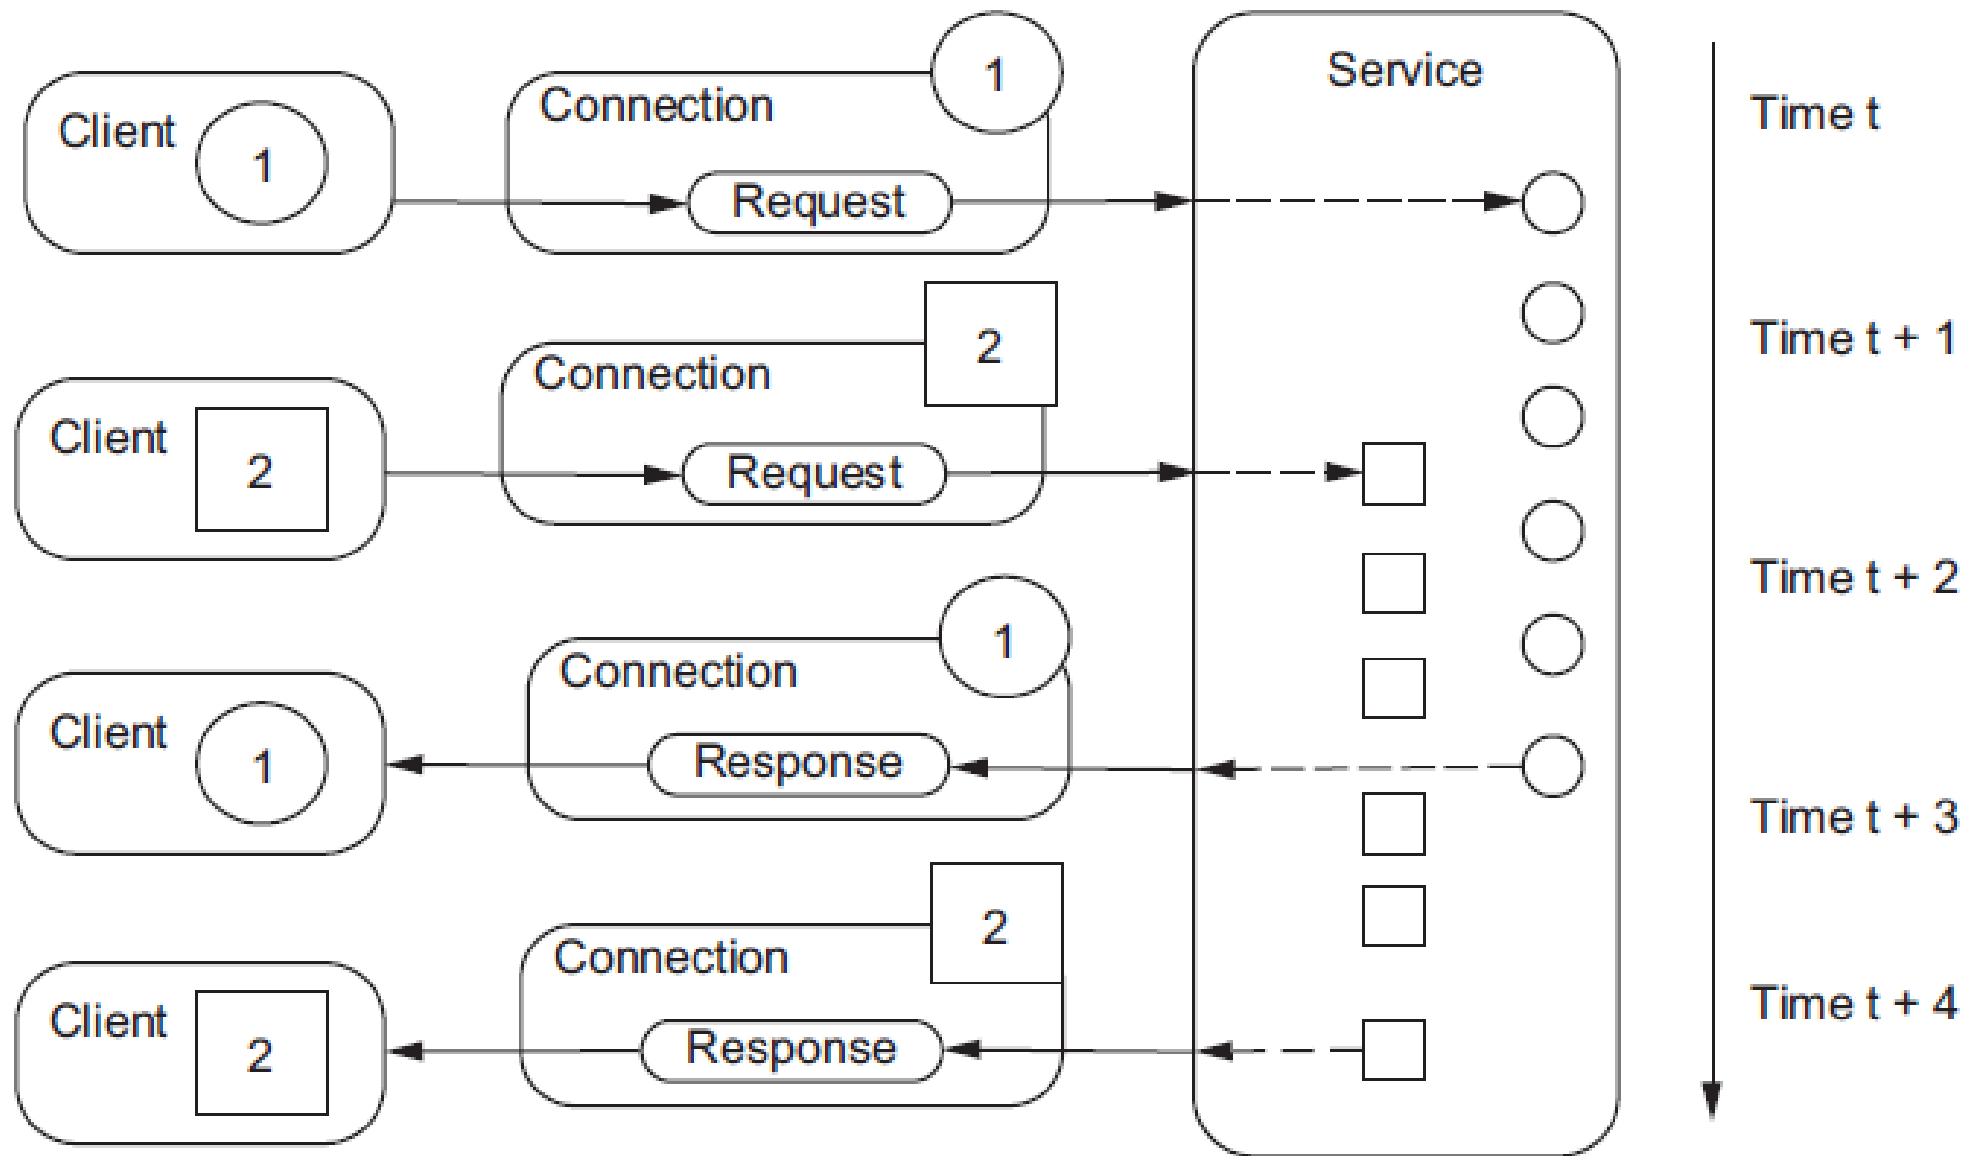 Service
Time t
Client
1
Connection
1
Request
Time t + 1
Client
2
Connection
2
Request
Time t + 2
Client
1
Connection
1
Response
Time t + 3
Client
2
Connection
2
Response
Time t + 4